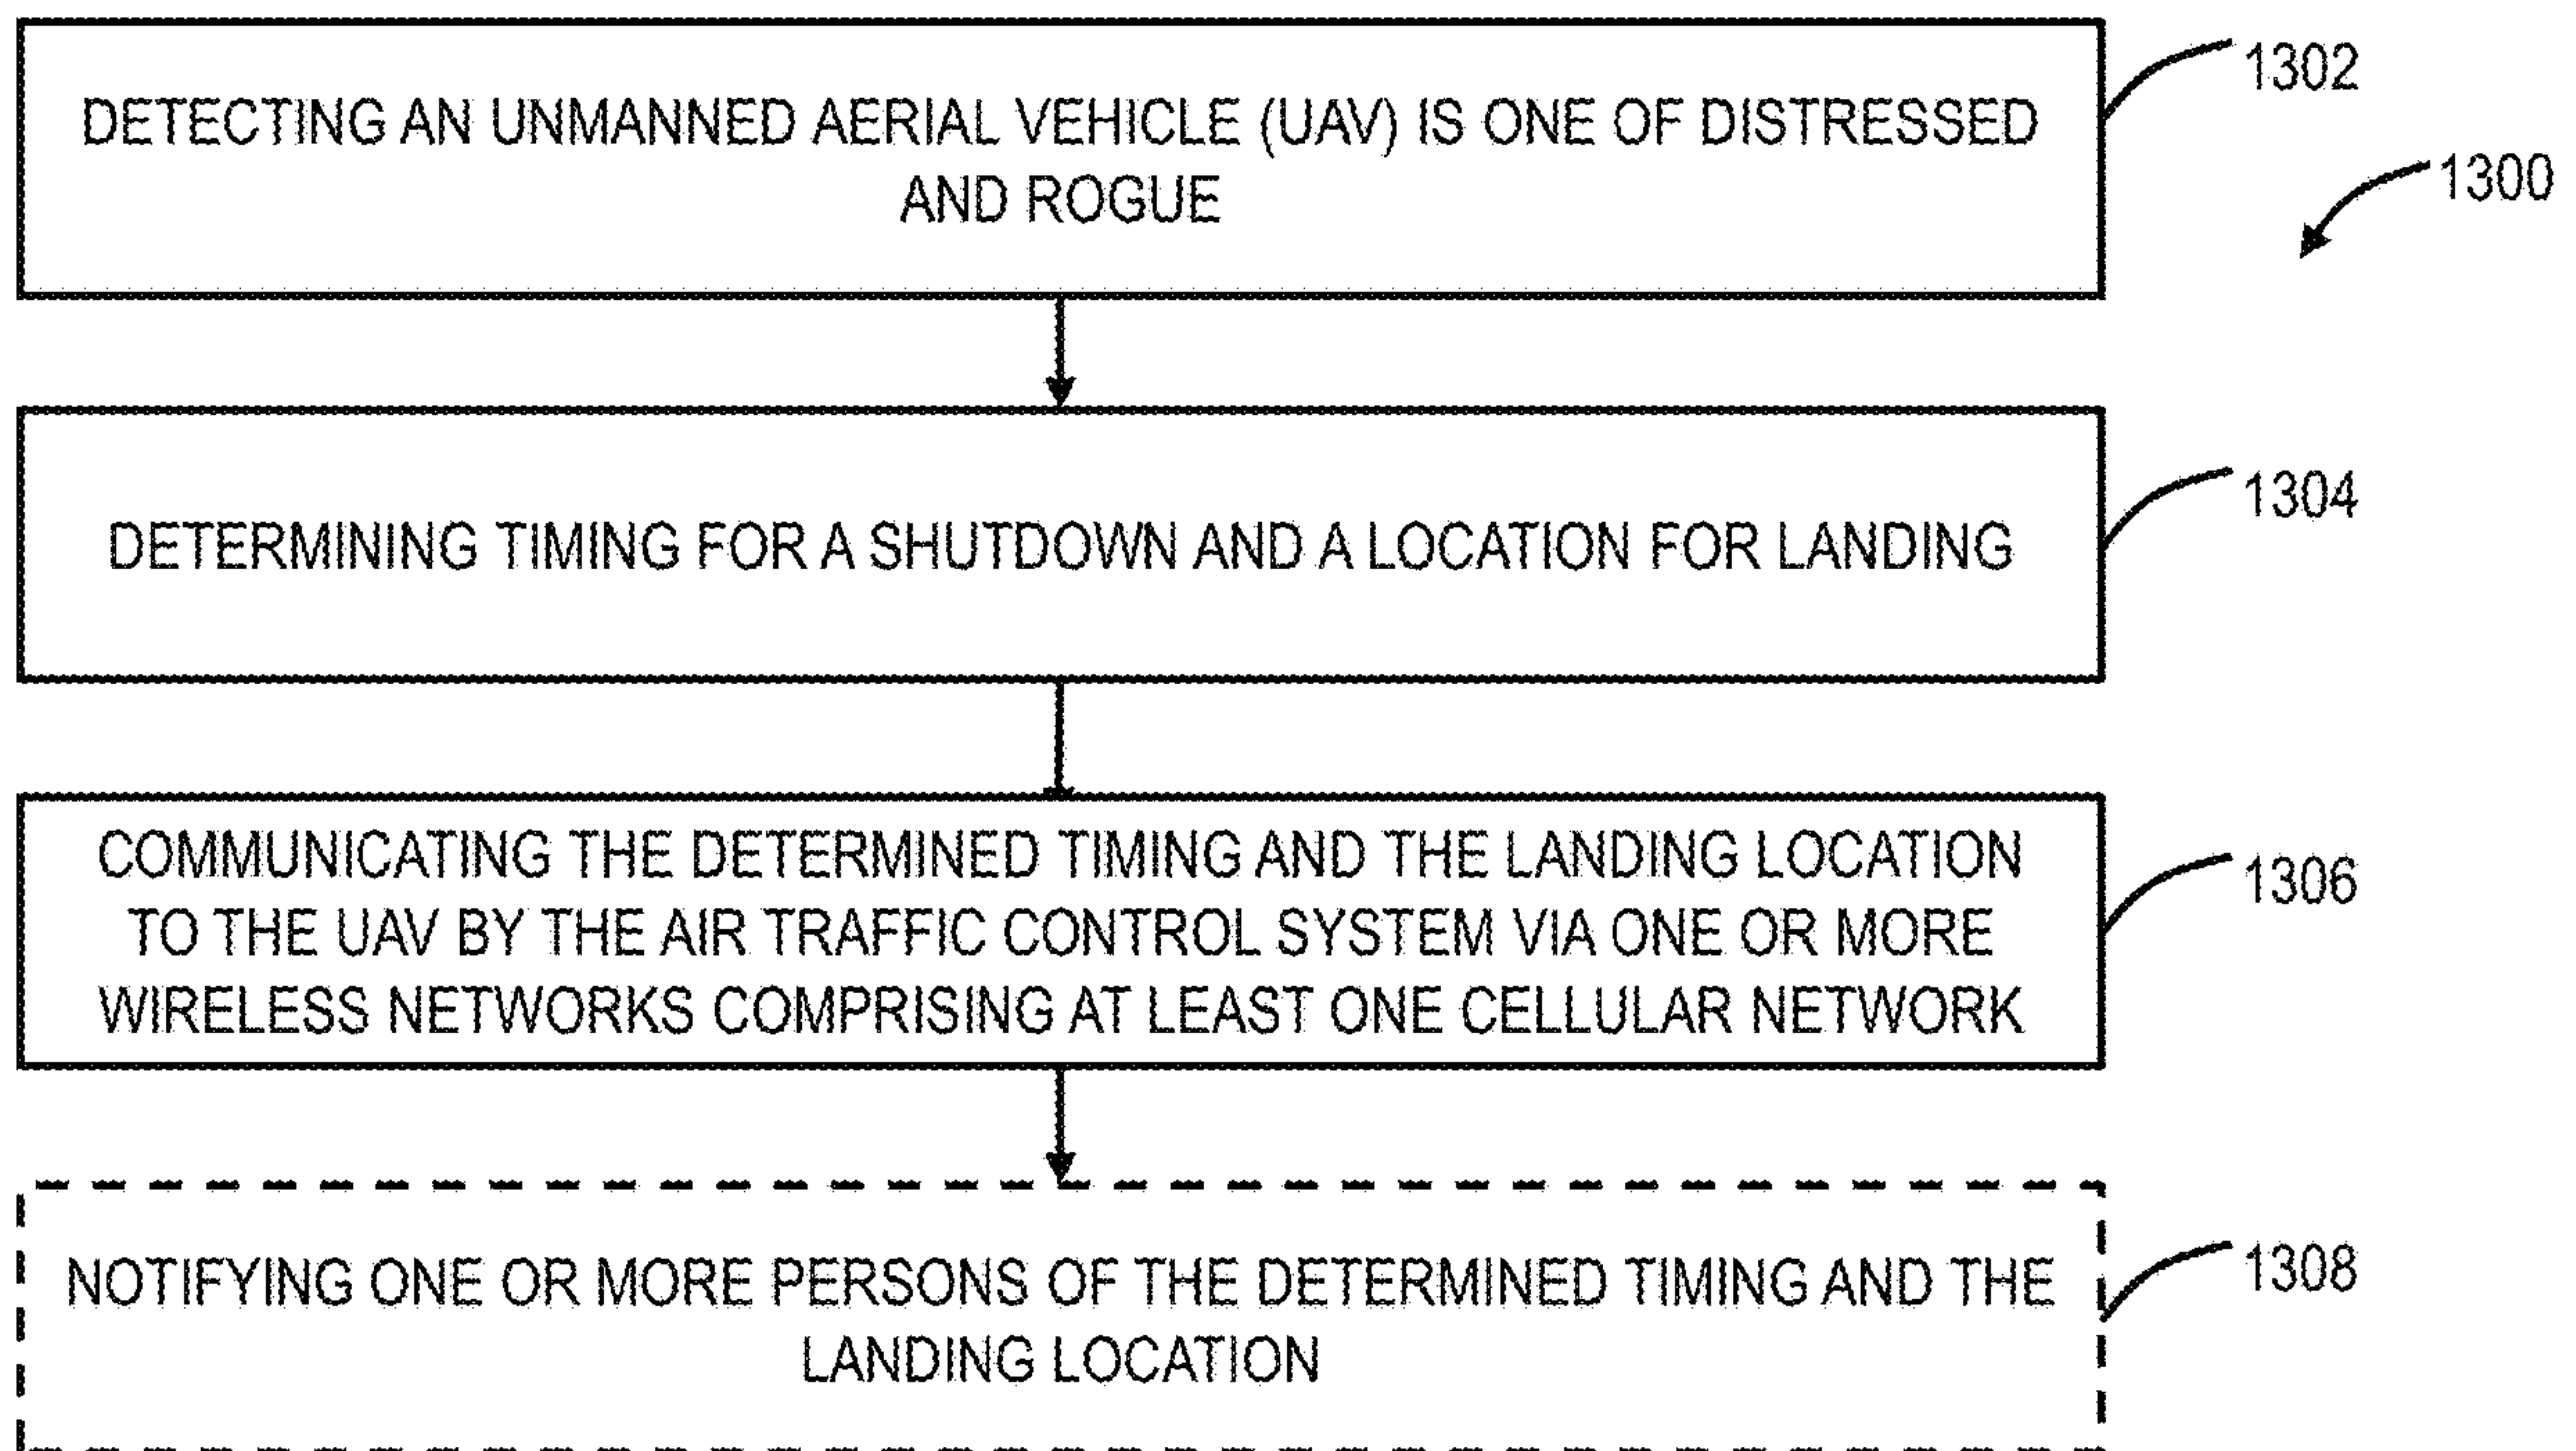 DETECTING AN UNMANNED AERIAL VEHICLE (UAV) IS ONE OF DISTRESSED
AND ROGUE
1302
1300
DETERMINING TIMING FOR A SHUTDOWN AND A LOCATION FOR LANDING
1304
COMMUNICATING THE DETERMINED TIMING AND THE LANDING LOCATION
TO THE UAV BY THE AIR TRAFFIC CONTROL SYSTEM VIA ONE OR MORE
WIRELESS NETWORKS COMPRISING AT LEAST ONE CELLULAR NETWORK
1306
NOTIFYING ONE OR MORE PERSONS OF THE DETERMINED TIMING AND THE
LANDING LOCATION
1308